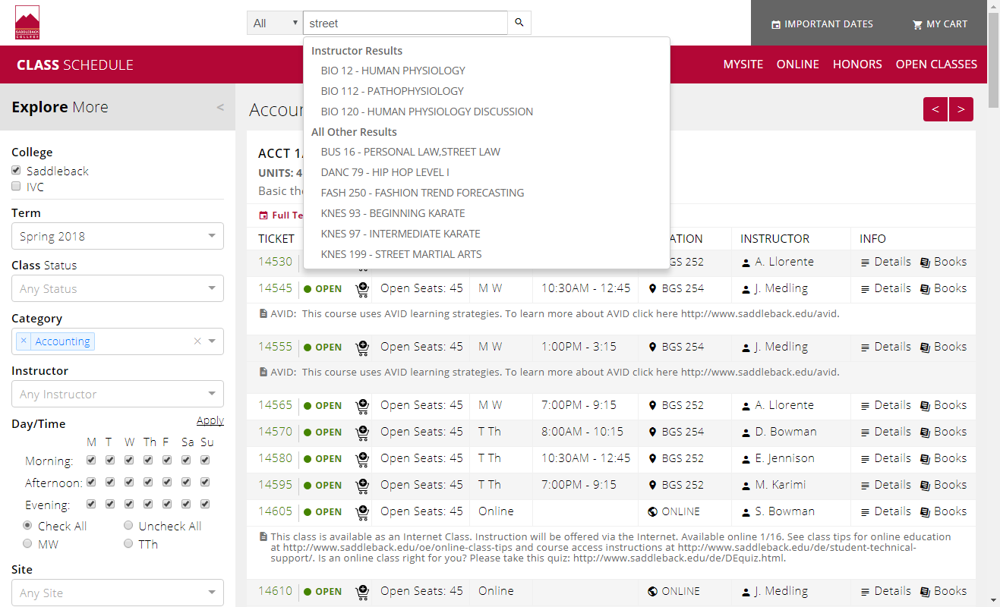 SADDLEBACK
COLLEGE
All
street
IMPORTANT DATES
MY CART
CLASS SCHEDULE
MYSITE ONLINE HONORS OPEN CLASSES
Instructor Results
BIO 12 - HUMAN PHYSIOLOGY
BIO 112 - PATHOPHYSIOLOGY
BIO 120 - HUMAN PHYSIOLOGY DISCUSSION
All Other Results
BUS 16 - PERSONAL LAW,STREET LAW
DANC 79 - HIP HOP LEVEL I
FASH 250 - FASHION TREND FORECASTING
KNES 93 - BEGINNING KARATE
KNES 97 - INTERMEDIATE KARATE
KNES 199 - STREET MARTIAL ARTS
Explore More <
College
Saddleback
IVC
Term
Spring 2018
Class Status
Any Status
Category
× Accounting ×
Instructor
Any Instructor
Day/Time Apply
M T W Th F Sa Su
Morning:
Afternoon:
Evening:
Check All Uncheck All
MW TTh
Site
Any Site
Accou
< >
ACCT 1
UNITS: 4
Basic the
Full Te
TICKET ATION INSTRUCTOR INFO
14530 BGS 252 A. Llorente Details Books
14545 OPEN Open Seats: 45 M W 10:30AM - 12:45 BGS 254 J. Medling Details Books
AVID: This course uses AVID learning strategies. To learn more about AVID click here http://www.saddleback.edu/avid.
14555 OPEN Open Seats: 45 M W 1:00PM - 3:15 BGS 254 J. Medling Details Books
AVID: This course uses AVID learning strategies. To learn more about AVID click here http://www.saddleback.edu/avid.
14565 OPEN Open Seats: 45 M W 7:00PM - 9:15 BGS 252 A. Llorente Details Books
14570 OPEN Open Seats: 45 T Th 8:00AM - 10:15 BGS 254 D. Bowman Details Books
14580 OPEN Open Seats: 45 T Th 10:30AM - 12:45 BGS 252 E. Jennison Details Books
14595 OPEN Open Seats: 45 T Th 7:00PM - 9:15 BGS 252 M. Karimi Details Books
14605 OPEN Open Seats: 45 Online ONLINE S. Bowman Details Books
This class is available as an Internet Class. Instruction will be offered via the Internet. Available online 1/16. See class tips for online education
at http://www.saddleback.edu/oe/online-class-tips and course access instructions at http://www.saddleback.edu/de/student-technical-
support/. Is an online class right for you? Please take this quiz: http://www.saddleback.edu/de/DEquiz.html.
14610 OPEN Open Seats: 45 Online ONLINE J. Medling Details Books